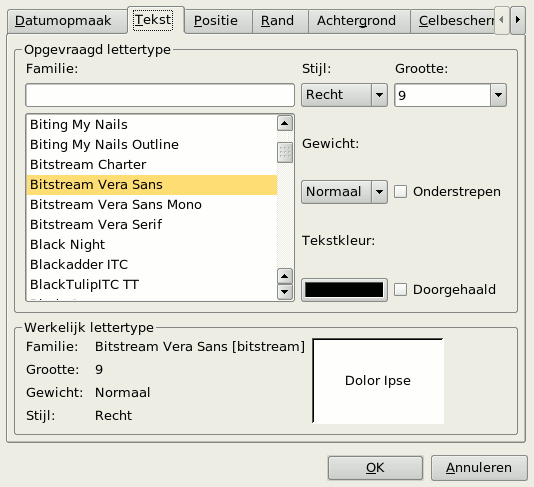 Datumopmaak Tekst Positie Rand Achtergrond Celbescherm
Opgevraagd lettertype
Familie: Stijl: Grootte:
Recht 9
Biting My Nails
Biting My Nails Outline
Bitstream Charter
Bitstream Vera Sans
Bitstream Vera Sans Mono
Bitstream Vera Serif
Black Night
Blackadder ITC
BlackTulipITC TT
Gewicht:
Normaal Onderstrepen
Tekstkleur:
Doorgehaald
Werkelijk lettertype
Familie: Bitstream Vera Sans [bitstream]
Grootte: 9
Gewicht: Normaal
Stijl: Recht
Dolor Ipse
OK Annuleren